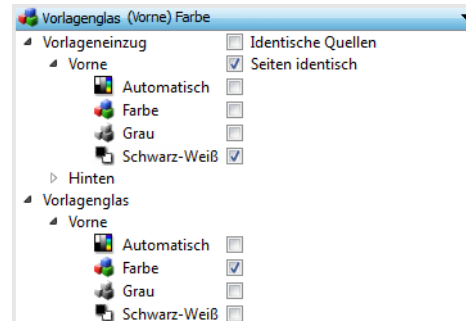 Vorlagenglas (Vorne) Farbe
Vorlageneinzug Identische Quellen
Vorne Seiten identisch
Automatisch
Farbe
Grau
Schwarz-Weiß
Hinten
Vorlagenglas
Vorne
Automatisch
Farbe
Grau
Schwarz-Weiß